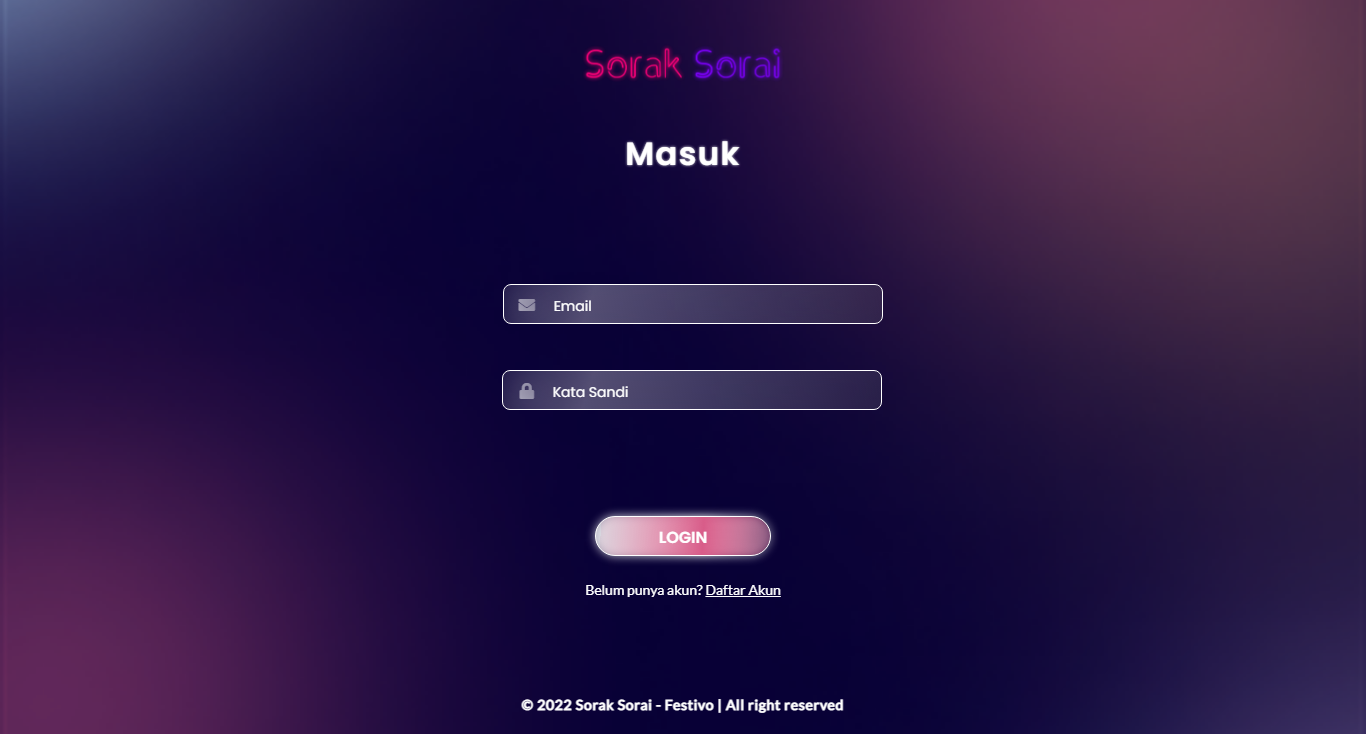 Sorak Sorai
Masuk
Email
Kata Sandi
LOGIN
Belum punya akun? Daftar Akun
© 2022 Sorak Sorai - Festivo | All right reserved